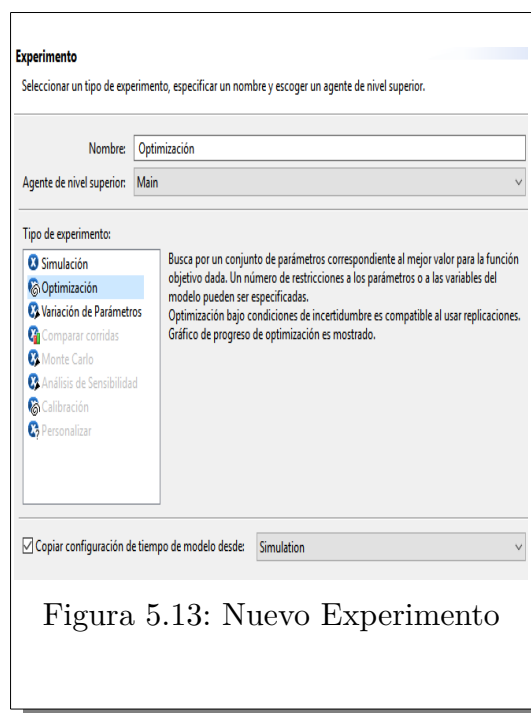 Experimento
Seleccionar un tipo de experimento, especificar un nombre y escoger un agente de nivel superior.
Nombre: Optimización
Agente de nivel superior: Main
Tipo de experimento:
Simulación
Optimización
Variación de Parámetros
Comparar corridas
Monte Carlo
Análisis de Sensibilidad
Calibración
Personalizar
Busca por un conjunto de parámetros correspondiente al mejor valor para la función
objetivo dada. Un número de restricciones a los parámetros o a las variables del
modelo pueden ser especificadas.
Optimización bajo condiciones de incertidumbre es compatible al usar replicaciones.
Gráfico de progreso de optimización es mostrado.
Copiar configuración de tiempo de modelo desde: Simulation
Figura 5.13: Nuevo Experimento